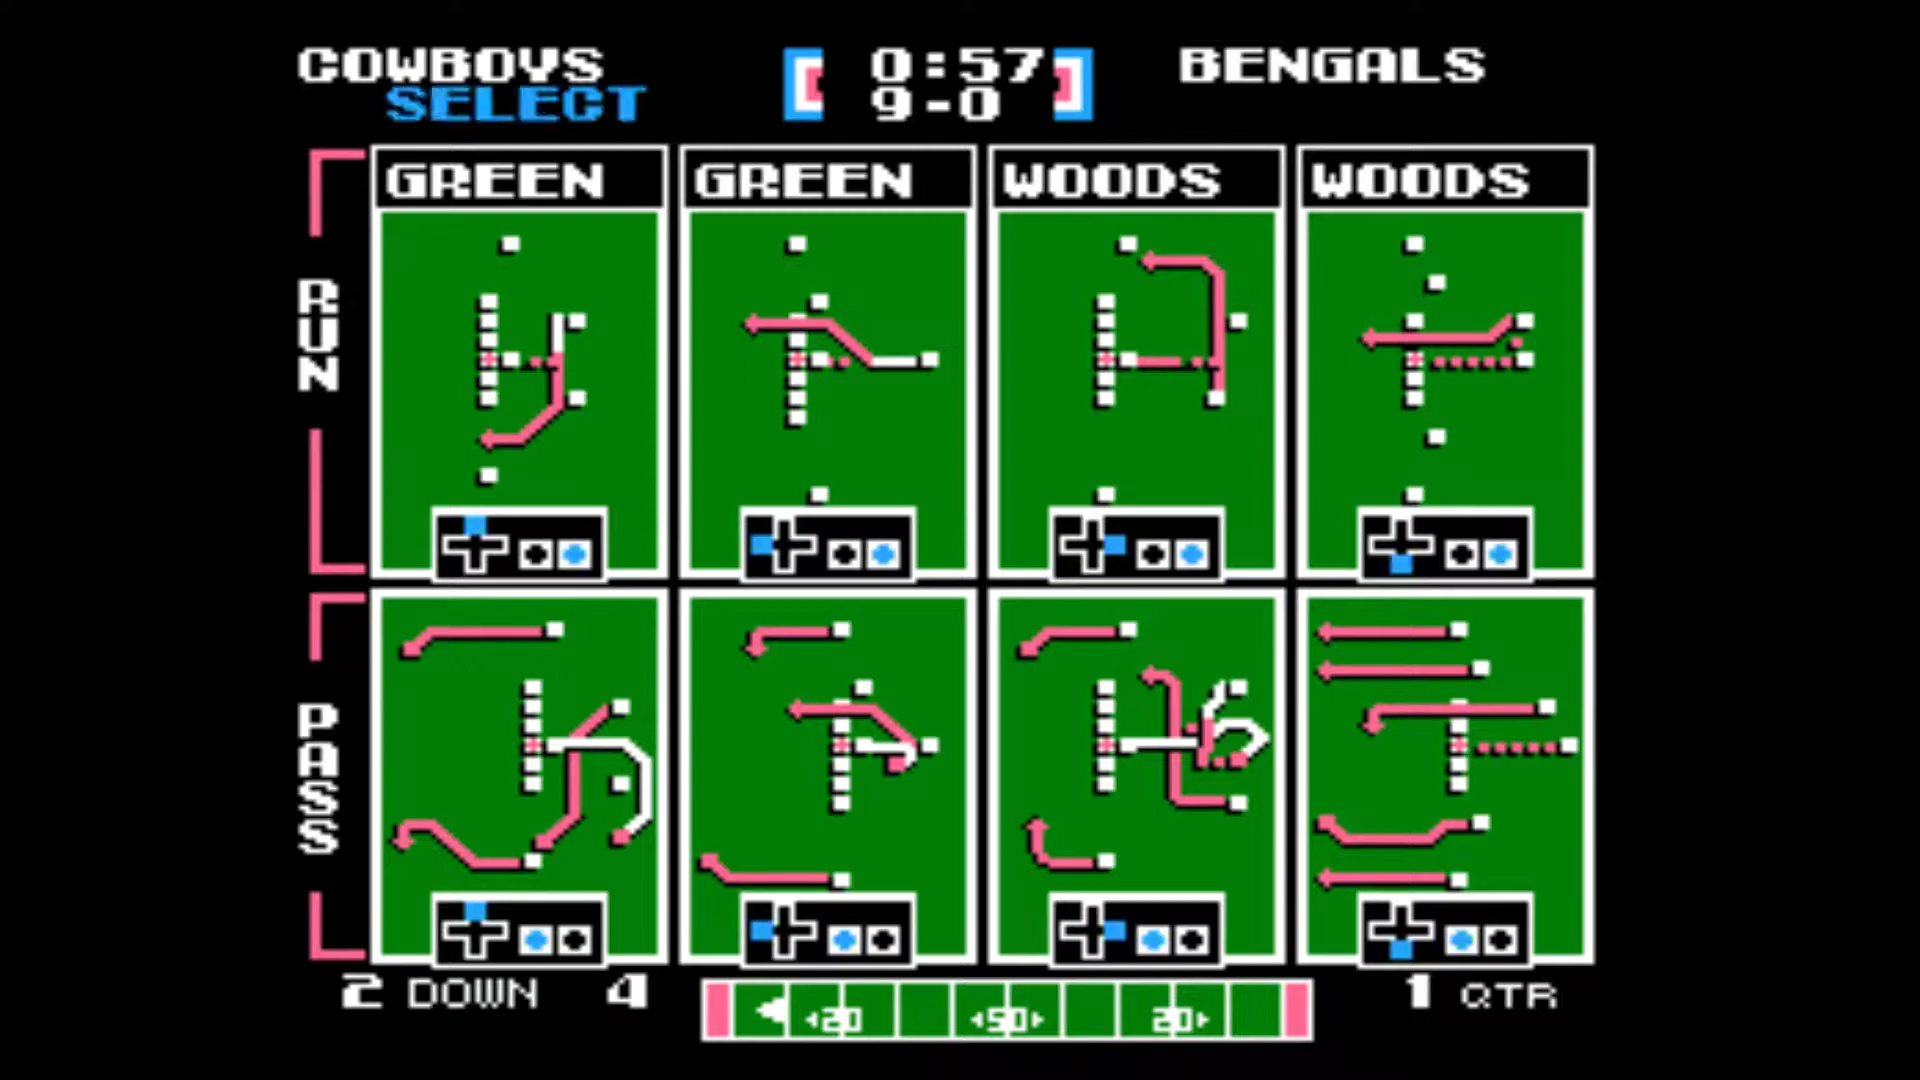 COWBOYS 0:57 BENGALS
SELECT 9-0
GREEN GREEN WOODS WOODS
RUN
PASS
2 DOWN 4 1 QTR
20 50 20